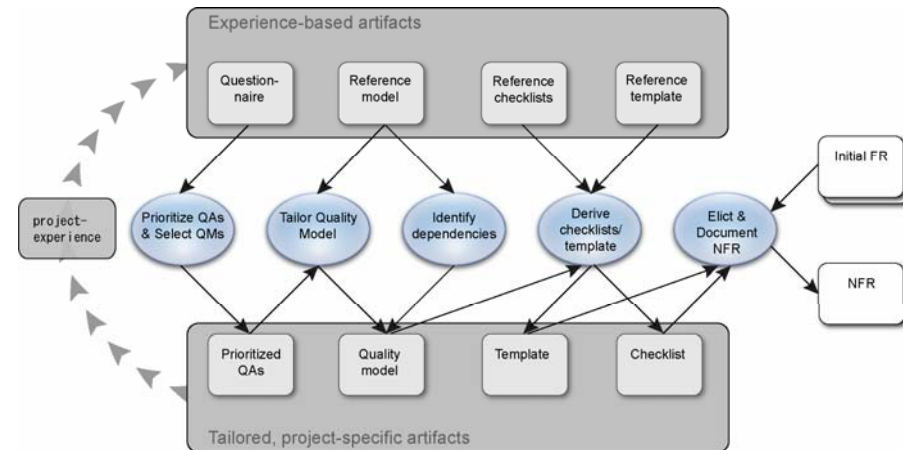 Experience-based artifacts
Question-
naire
Reference
model
Reference
checklists
Reference
template
Initial FR
project-
experience
Prioritize QAs
& Select QMs
Tailor Quality
Model
Identify
dependencies
Derive
checklists/
template
Elict &
Document
NFR
NFR
Prioritized
QAs
Quality
model
Template
Checklist
Tailored, project-specific artifacts